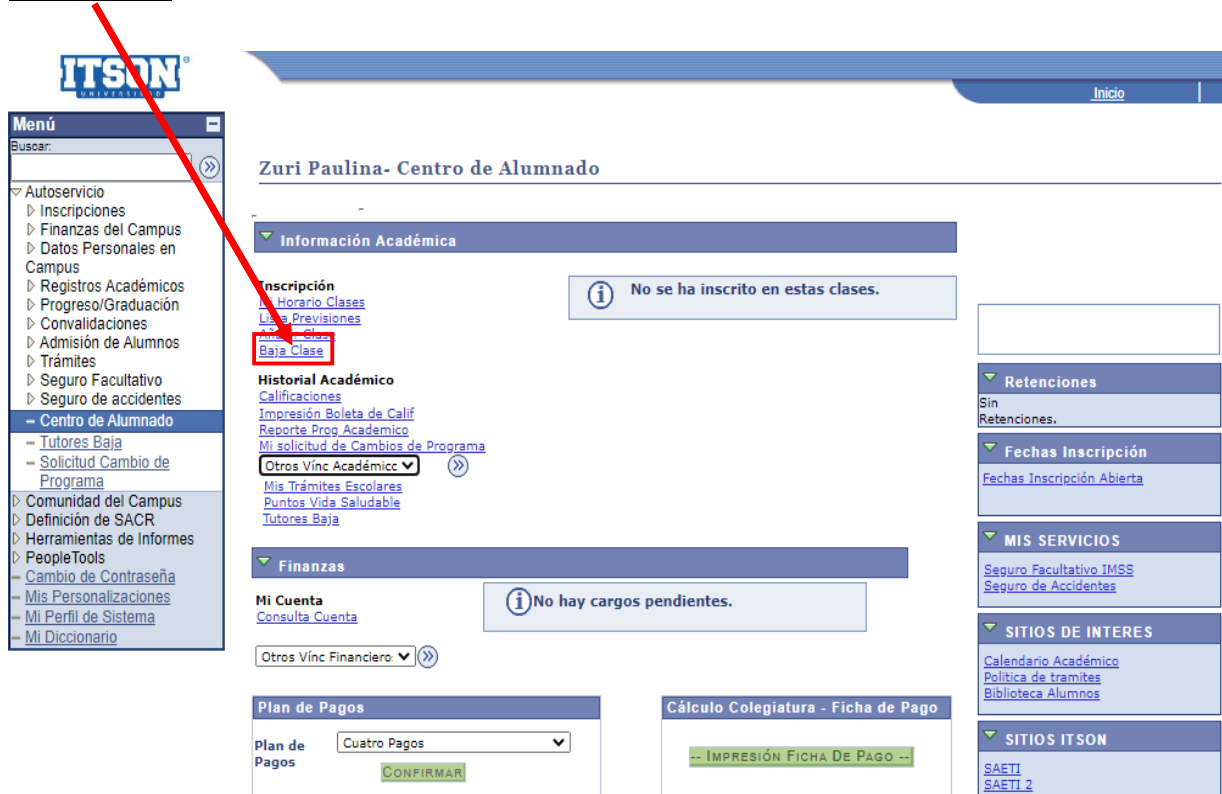 ITSON
UNIVERSIDAD
Inicio
Menú
Buscar:
Autoservicio
Inscripciones
Finanzas del Campus
Datos Personales en
Campus
Registros Académicos
Progreso/Graduación
Convalidaciones
Admisión de Alumnos
Trámites
Seguro Facultativo
Seguro de accidentes
Centro de Alumnado
Tutores Baja
Solicitud Cambio de
Programa
Comunidad del Campus
Definición de SACR
Herramientas de Informes
PeopleTools
Cambio de Contraseña
Mis Personalizaciones
Mi Perfil de Sistema
Mi Diccionario
Zuri Paulina- Centro de Alumnado
Información Académica
Inscripción
Mi Horario Clases
Lista Previsiones
Añadir Clase
Baja Clase
No se ha inscrito en estas clases.
Historial Académico
Calificaciones
Impresión Boleta de Calif
Reporte Prog Academico
Mi solicitud de Cambios de Programa
Otros Vínc Académicc
Mis Trámites Escolares
Puntos Vida Saludable
Tutores Baja
Finanzas
Mi Cuenta
Consulta Cuenta
No hay cargos pendientes.
Otros Vínc Financiero:
Plan de Pagos
Plan de
Pagos
Cuatro Pagos
CONFIRMAR
Cálculo Colegiatura - Ficha de Pago
-- IMPRESIÓN FICHA DE PAGO --
Retenciones
Sin
Retenciones.
Fechas Inscripción
Fechas Inscripción Abierta
MIS SERVICIOS
Seguro Facultativo IMSS
Seguro de Accidentes
SITIOS DE INTERES
Calendario Académico
Politica de tramites
Biblioteca Alumnos
SITIOS ITSON
SAETI
SAETI 2